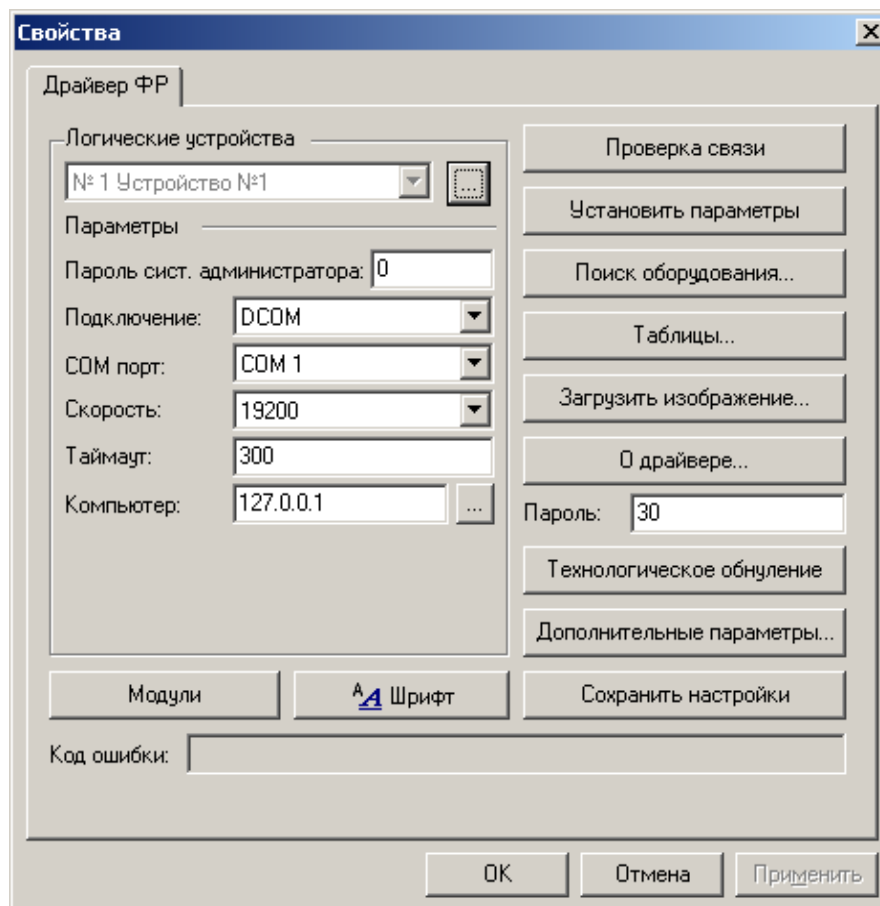 Свойства
Драйвер ФР
Логические устройства
№ 1 Устройство №1
...
Параметры
Пароль сист. администратора: 0
Подключение: DCOM
COM порт: COM 1
Скорость: 19200
Таймаут: 300
Компьютер: 127.0.0.1 ...
Проверка связи
Установить параметры
Поиск оборудования...
Таблицы...
Загрузить изображение...
О драйвере...
Пароль: 30
Технологическое обнуление
Дополнительные параметры...
Модули
AA Шрифт
Сохранить настройки
Код ошибки:
OK
Отмена
Применить